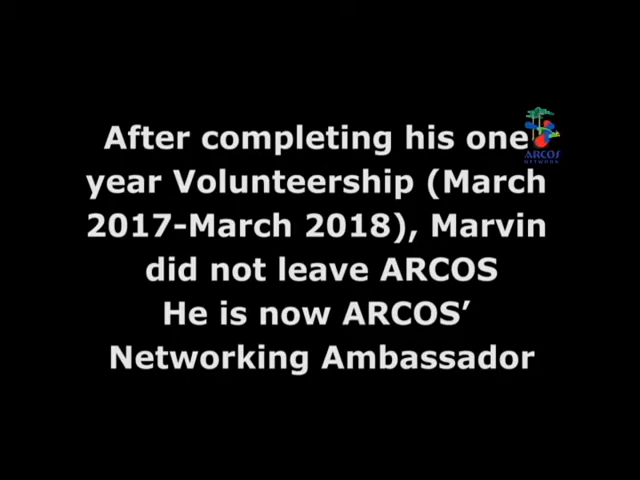 After completing his one
year Volunteership (March
2017-March 2018), Marvin
did not leave ARCOS
He is now ARCOS’
Networking Ambassador
ARCOS
NETWORK